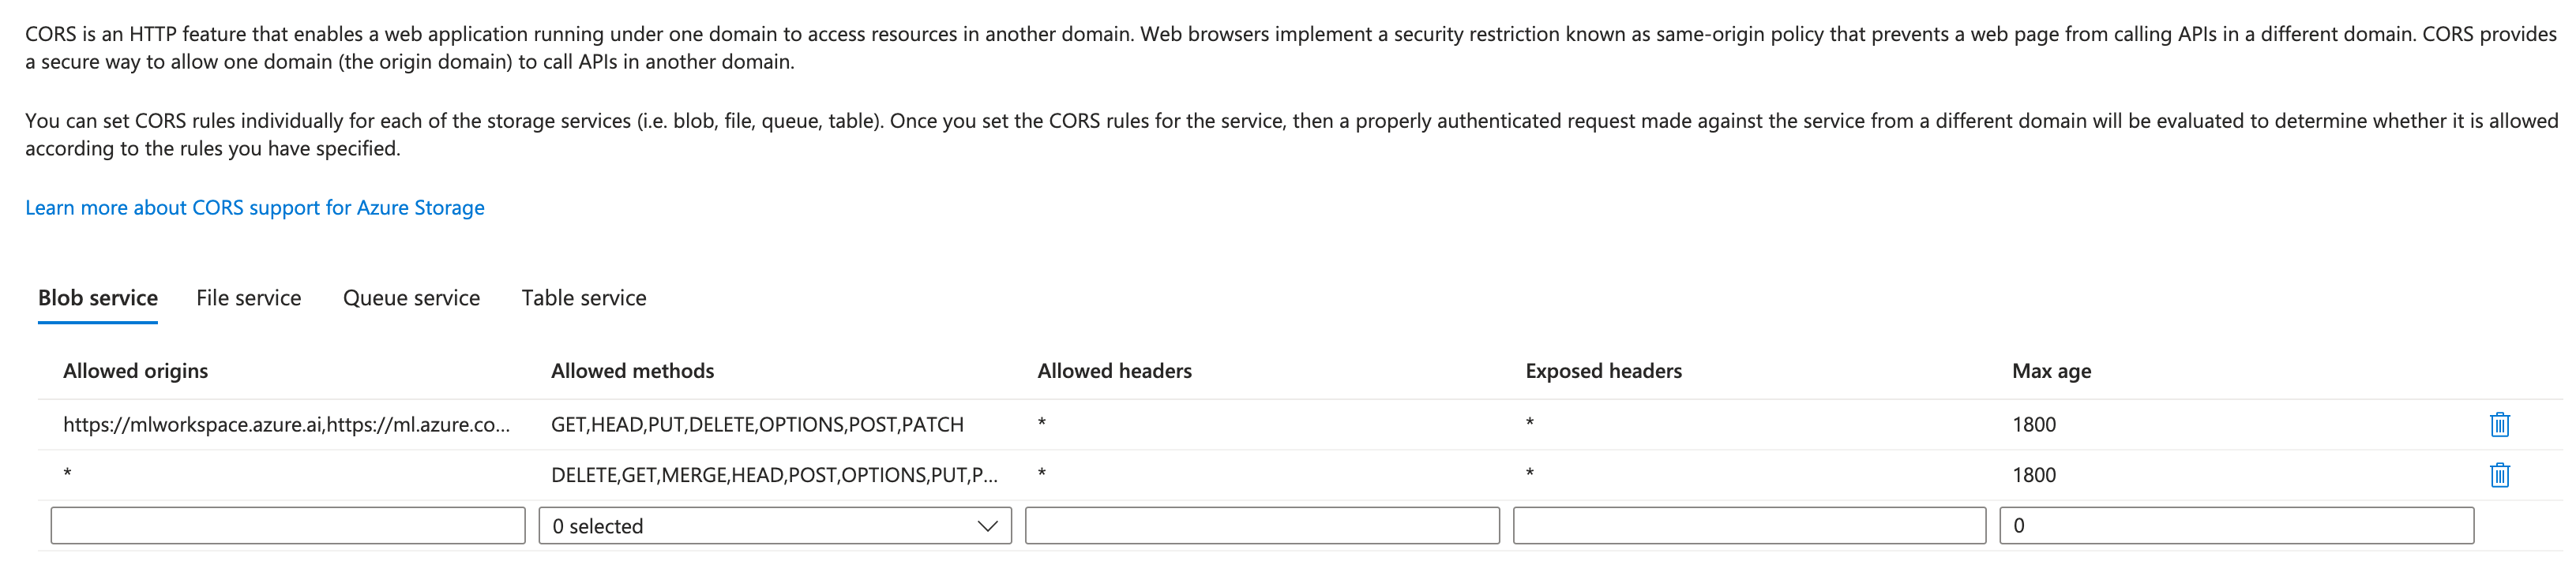 CORS is an HTTP feature that enables a web application running under one domain to access resources in another domain. Web browsers implement a security restriction known as same-origin policy that prevents a web page from calling APIs in a different domain. CORS provides
a secure way to allow one domain (the origin domain) to call APIs in another domain.
You can set CORS rules individually for each of the storage services (i.e. blob, file, queue, table). Once you set the CORS rules for the service, then a properly authenticated request made against the service from a different domain will be evaluated to determine whether it is allowed
according to the rules you have specified.
Learn more about CORS support for Azure Storage
Blob service File service Queue service Table service
Allowed origins Allowed methods Allowed headers Exposed headers Max age
https://mlworkspace.azure.ai,https://ml.azure.co... GET,HEAD,PUT,DELETE,OPTIONS,POST,PATCH * * 1800
* DELETE,GET,MERGE,HEAD,POST,OPTIONS,PUT,P... * * 1800
0 selected 0